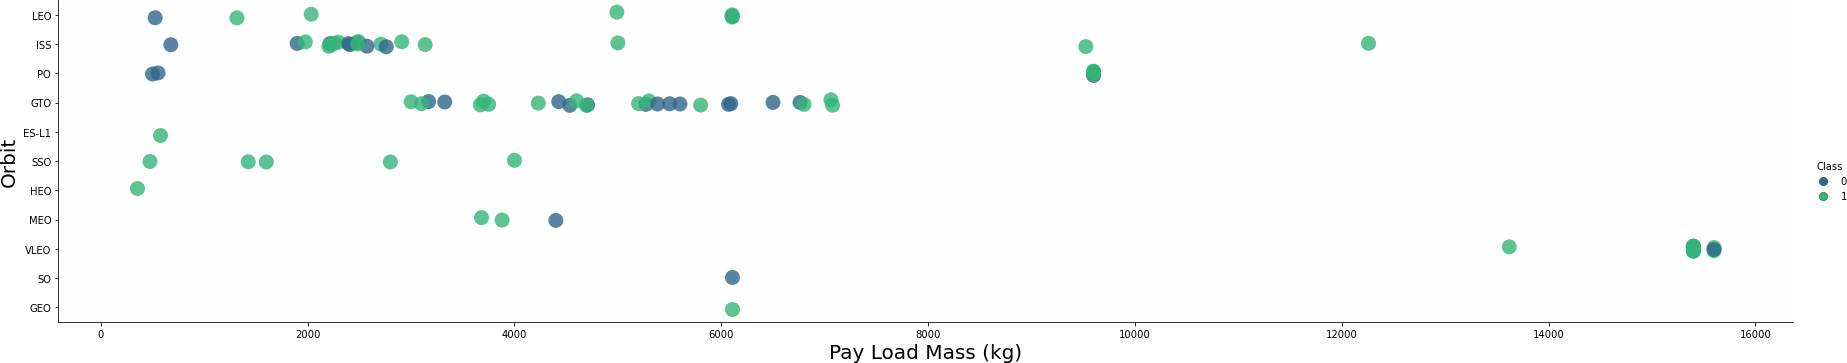 LEO
ISS
PO
GTO
ES-L1
SSO
HEO
MEO
VLEO
SO
GEO
Orbit
0 2000 4000 6000 8000 10000 12000 14000 16000
Pay Load Mass (kg)
Class
0
1